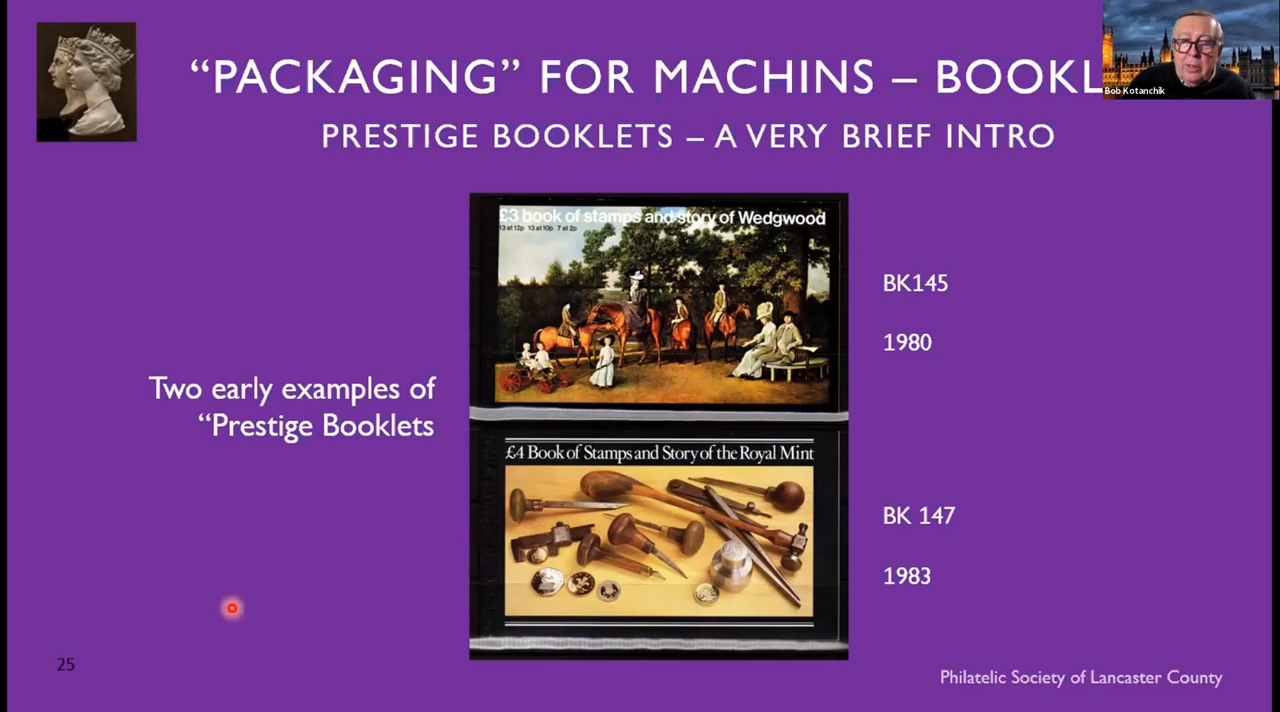 “PACKAGING” FOR MACHINS – BOOKL
Bob Kotanchik
PRESTIGE BOOKLETS – A VERY BRIEF INTRO
£3 book of stamps and story of Wedgwood
13 at 12p 13 at 10p 7 at 2p
BK145
1980
Two early examples of
“Prestige Booklets
£4 Book of Stamps and Story of the Royal Mint
BK 147
1983
25
Philatelic Society of Lancaster County